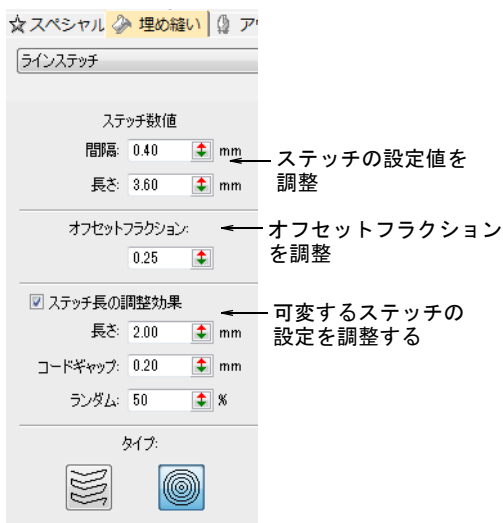 ☆スペシャル 埋め縫い ア
ラインステッチ
ステッチ数値
間隔: 0.40 mm
ステッチの設定値を
調整
長さ: 3.60 mm
オフセットフラクション:
オフセットフラクション
を調整
0.25
ステッチ長の調整効果
可変するステッチの
設定を調整する
長さ: 2.00 mm
コードギャップ: 0.20 mm
ランダム: 50 %
タイプ: